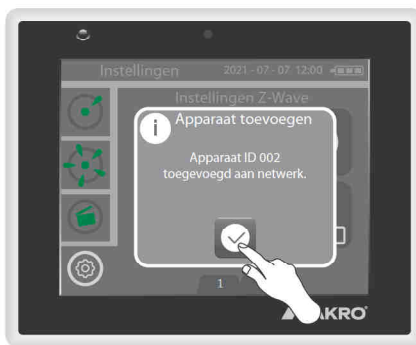 Instellingen 2021 - 07 - 07 12:00
Instellingen Z-Wave
i
Apparaat toevoegen
Apparaat ID 002
toegevoegd aan netwerk.
1
AKRO